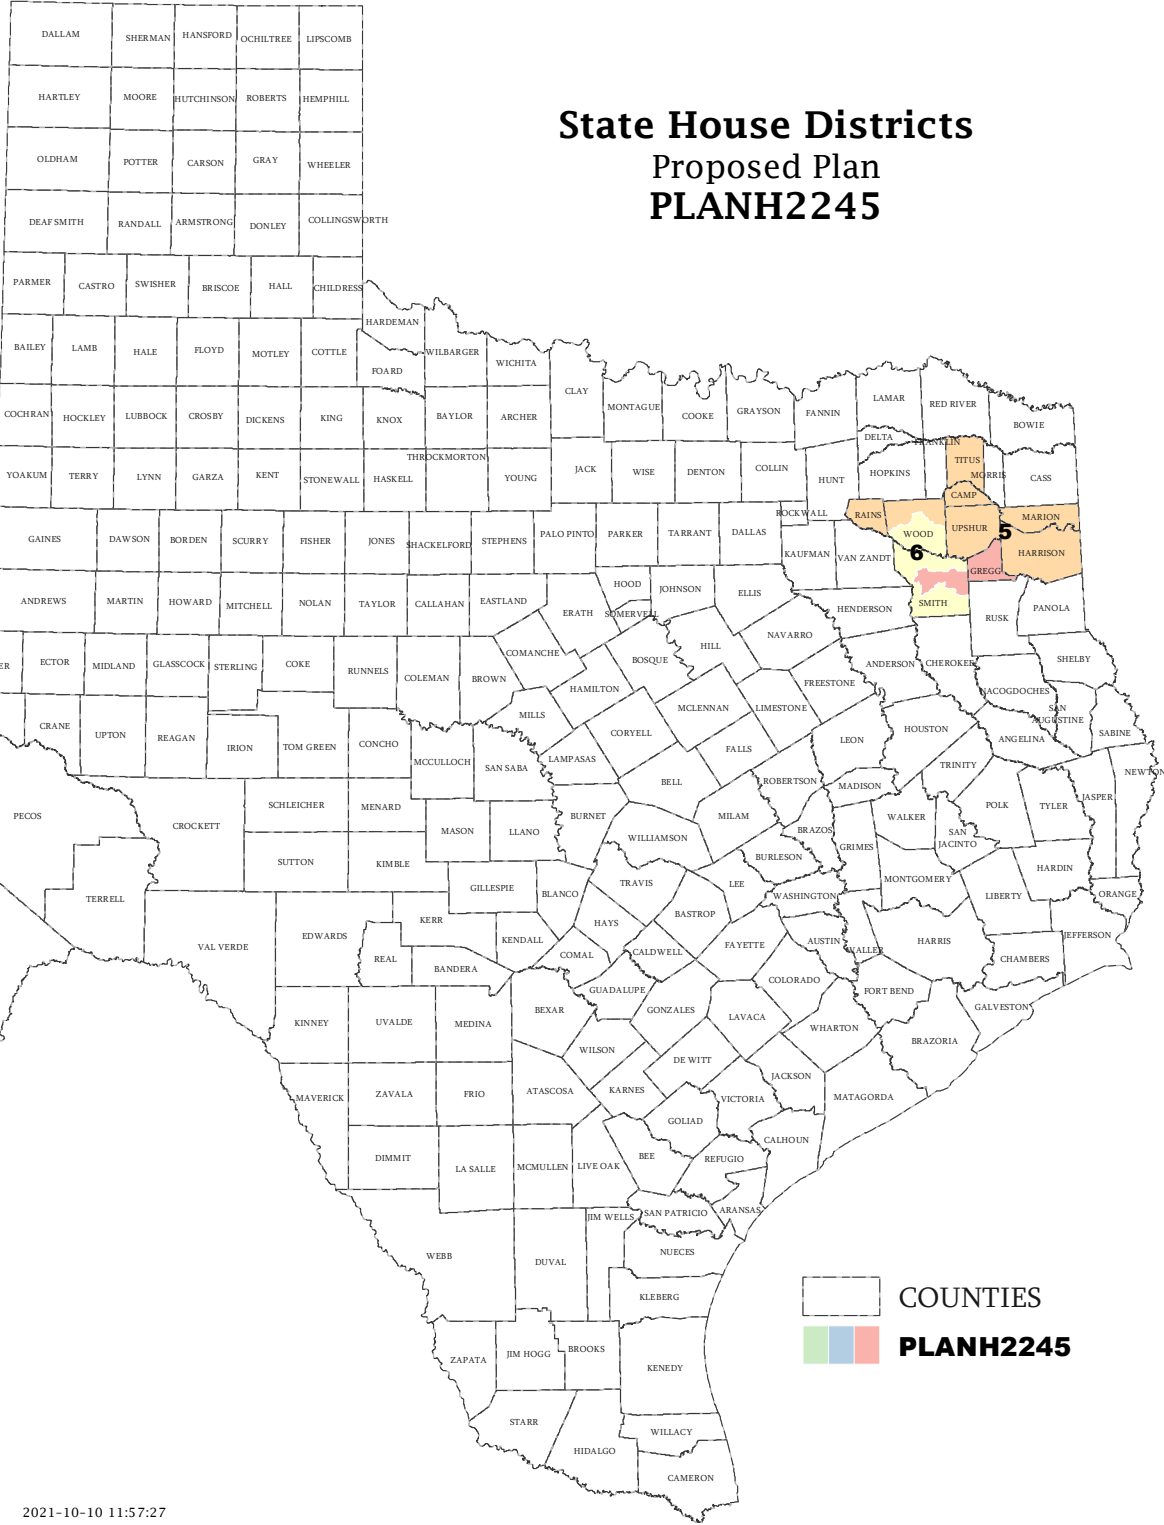 State House Districts
Proposed Plan
PLANH2245
DALLAM SHERMAN HANSFORD OCHILTREE LIPSCOMB
HARTLEY MOORE HUTCHINSON ROBERTS HEMPHILL
OLDHAM POTTER CARSON GRAY WHEELER
DEAF SMITH RANDALL ARMSTRONG DONLEY COLLINGSWORTH
PARMER CASTRO SWISHER BRISCOE HALL CHILDRESS
HARDEMAN
BAILEY LAMB HALE FLOYD MOTLEY COTTLE WILBARGER WICHITA
FOARD
CLAY
COCHRAN HOCKLEY LUBBOCK CROSBY DICKENS KING KNOX BAYLOR ARCHER MONTAGUE COOKE GRAYSON FANNIN LAMAR RED RIVER BOWIE
DELTA FRANKLIN
THROCKMORTON TITUS
YOAKUM TERRY LYNN GARZA KENT STONEWALL HASKELL YOUNG JACK WISE DENTON COLLIN HUNT HOPKINS MORRIS CASS
CAMP
ROCKWALL RAINS MARION
GAINES DAWSON BORDEN SCURRY FISHER JONES SHACKELFORD STEPHENS PALO PINTO PARKER TARRANT DALLAS WOOD UPSHUR 5
KAUFMAN VAN ZANDT 6 HARRISON
GREGG
ANDREWS MARTIN HOWARD MITCHELL NOLAN TAYLOR CALLAHAN EASTLAND HOOD JOHNSON ELLIS
ERATH SOMERVELL HENDERSON SMITH RUSK PANOLA
NAVARRO
ER ECTOR MIDLAND GLASSCOCK STERLING COKE RUNNELS COLEMAN BROWN COMANCHE BOSQUE HILL ANDERSON CHEROKEE SHELBY
HAMILTON FREESTONE NACOGDOCHES
MILLS MCLENNAN LIMESTONE SAN
AUGUSTINE
CRANE UPTON REAGAN IRION TOM GREEN CONCHO CORYELL FALLS LEON HOUSTON ANGELINA SABINE
MCCULLOCH SAN SABA LAMPASAS TRINITY NEWTON
BELL ROBERTSON MADISON
PECOS CROCKETT SCHLEICHER MENARD BURNET MILAM WALKER POLK TYLER JASPER
MASON LLANO WILLIAMSON BRAZOS GRIMES SAN
JACINTO
SUTTON KIMBLE BURLESON
TERRELL GILLESPIE BLANCO TRAVIS LEE WASHINGTON MONTGOMERY LIBERTY HARDIN ORANGE
KERR HAYS BASTROP
VAL VERDE EDWARDS KENDALL FAYETTE AUSTIN WALLER HARRIS JEFFERSON
REAL BANDERA COMAL CALDWELL CHAMBERS
COLORADO
GUADALUPE FORT BEND
KINNEY UVALDE MEDINA BEXAR GONZALES LAVACA WHARTON GALVESTON
WILSON BRAZORIA
DE WITT
MAVERICK ZAVALA FRIO ATASCOSA KARNES VICTORIA JACKSON MATAGORDA
GOLIAD
CALHOUN
DIMMIT LA SALLE MCMULLEN LIVE OAK BEE REFUGIO
JIM WELLS SAN PATRICIO ARANSAS
WEBB DUVAL NUECES
KLEBERG
COUNTIES
ZAPATA JIM HOGG BROOKS KENEDY
PLANH2245
STARR WILLACY
HIDALGO
CAMERON
2021-10-10 11:57:27